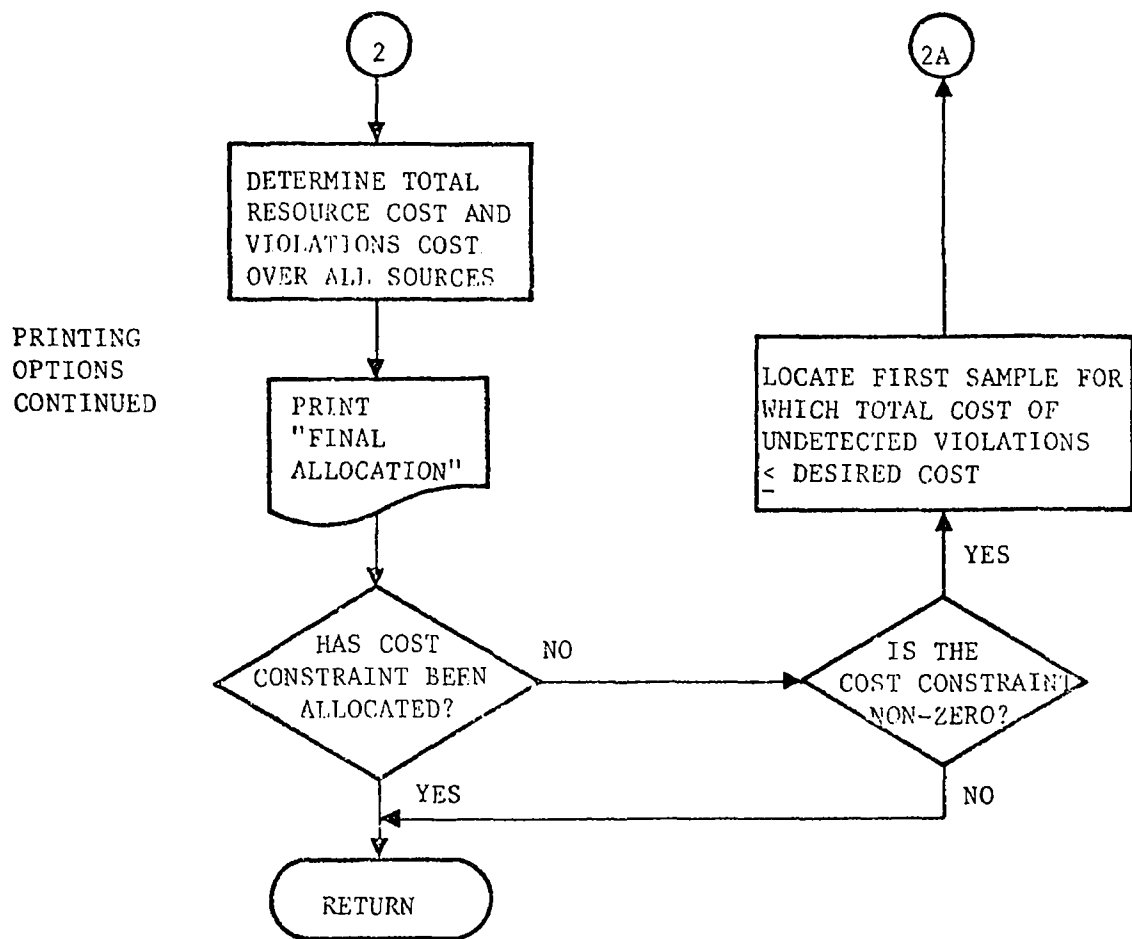 2
2A
DETERMINE TOTAL
RESOURCE COST AND
VIOLATIONS COST
OVER ALL SOURCES
PRINTING
OPTIONS
CONTINUED
PRINT
"FINAL
ALLOCATION"
LOCATE FIRST SAMPLE FOR
WHICH TOTAL COST OF
UNDETECTED VIOLATIONS
≤ DESIRED COST
YES
HAS COST
CONSTRAINT BEEN
ALLOCATED?
NO
IS THE
COST CONSTRAINT
NON-ZERO?
YES
NO
RETURN